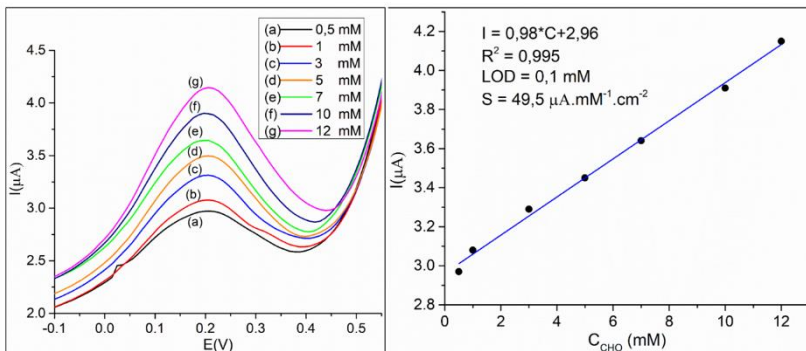 (a) 0,5 mM
(b) 1 mM
(c) 3 mM
(d) 5 mM
(e) 7 mM
(f) 10 mM
(g) 12 mM
(g)
(f)
(e)
(d)
(c)
(b)
(a)
4.5
4.0
3.5
3.0
2.5
2.0
I(μA)
-0.1 0.0 0.1 0.2 0.3 0.4 0.5
E(V)
I = 0,98*C+2,96
R² = 0,995
LOD = 0,1 mM
S = 49,5 μA.mM⁻¹.cm⁻²
4.2
4.0
3.8
3.6
3.4
3.2
3.0
2.8
I(μA)
0 2 4 6 8 10 12
C_CHO (mM)